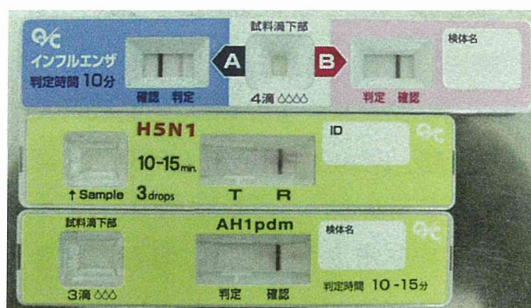 Q/C
インフルエンザ
判定時間 10分
確認 判定
A
試料滴下部
4滴
B
判定 確認
検体名
H5N1
10-15min.
3drops
↑Sample
T R
ID
Q/C
試料滴下部
3滴
AH1pdm
判定 確認
検体名
判定時間 10-15分
Q/C